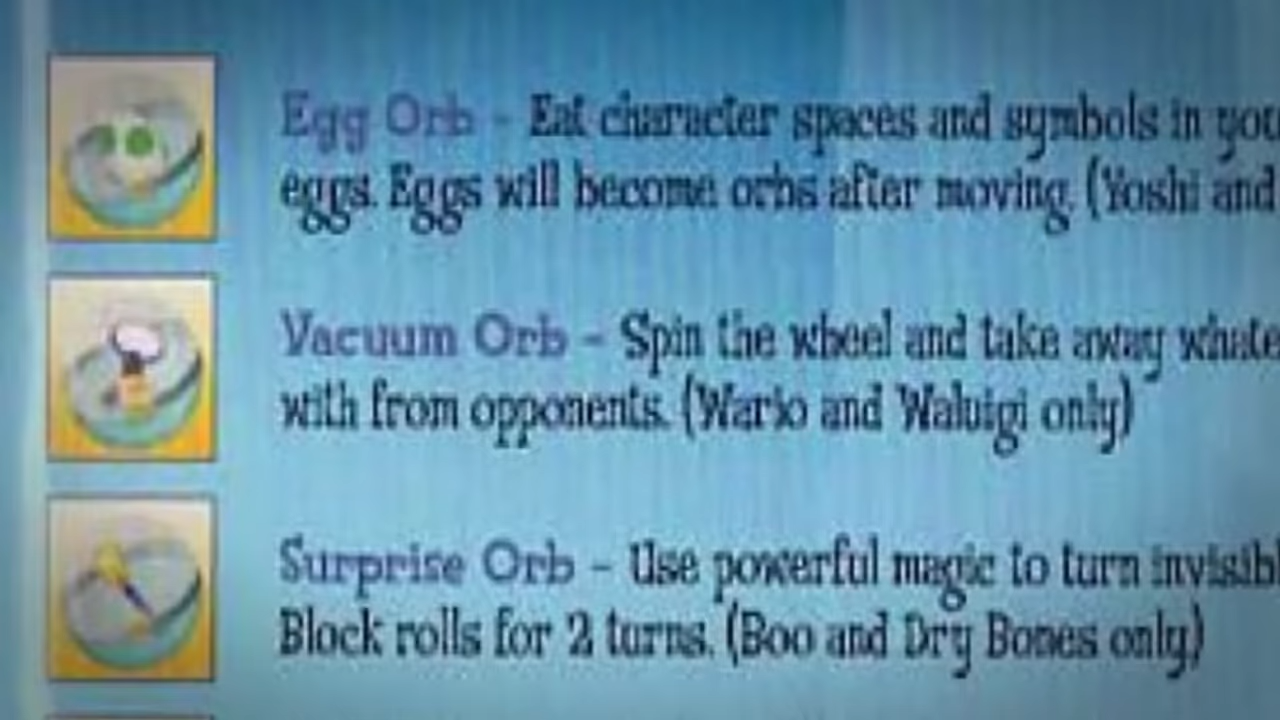 Egg Orb - Eat character spaces and symbols in you
eggs. Eggs will become orbs after moving. (Yoshi and
Vacuum Orb - Spin the wheel and take away whate
with from opponents. (Wario and Waluigi only)
Surprise Orb - Use powerful magic to turn invisibl
Block rolls for 2 turns. (Boo and Dry Bones only)